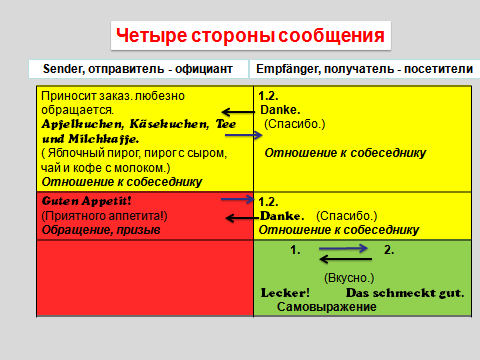 Четыре стороны сообщения
Sender, отправитель - официант
Empfänger, получатель - посетители
Приносит заказ. любезно
обращается.
Apfelkuchen, Käsekuchen, Tee
und Milchkaffe.
( Яблочный пирог, пирог с сыром,
чай и кофе с молоком.)
Отношение к собеседнику
1.2.
Danke.
(Спасибо.)
Отношение к собеседнику
Guten Appetit!
(Приятного аппетита!)
Обращение, призыв
1.2.
Danke. (Спасибо.)
Отношение к собеседнику
1. 2.
(Вкусно.)
Lecker! Das schmeckt gut.
Самовыражение